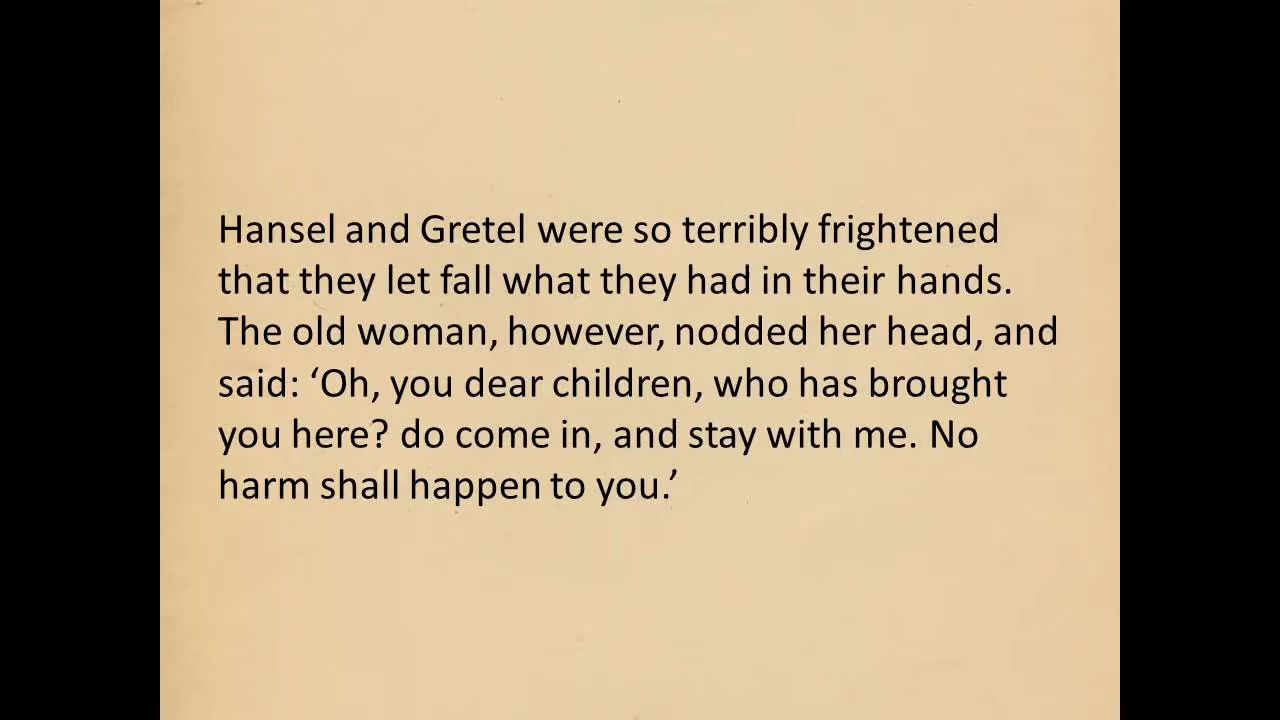 Hansel and Gretel were so terribly frightened
that they let fall what they had in their hands.
The old woman, however, nodded her head, and
said: ‘Oh, you dear children, who has brought
you here? do come in, and stay with me. No
harm shall happen to you.’